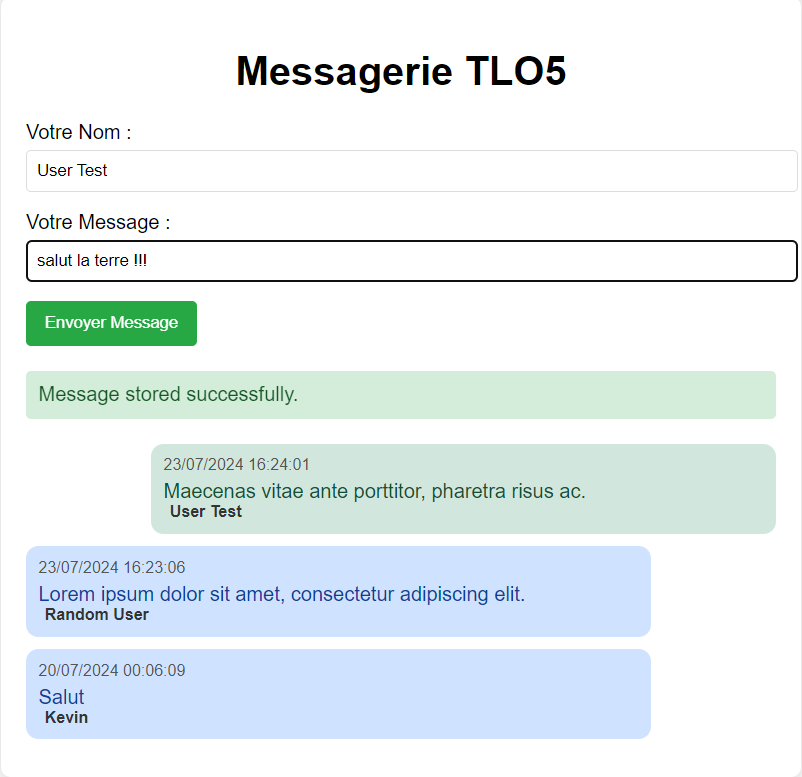 Messagerie TLO5
Votre Nom :
User Test
Votre Message :
salut la terre !!!
Envoyer Message
Message stored successfully.
23/07/2024 16:24:01
Maecenas vitae ante porttitor, pharetra risus ac.
User Test
23/07/2024 16:23:06
Lorem ipsum dolor sit amet, consectetur adipiscing elit.
Random User
20/07/2024 00:06:09
Salut
Kevin